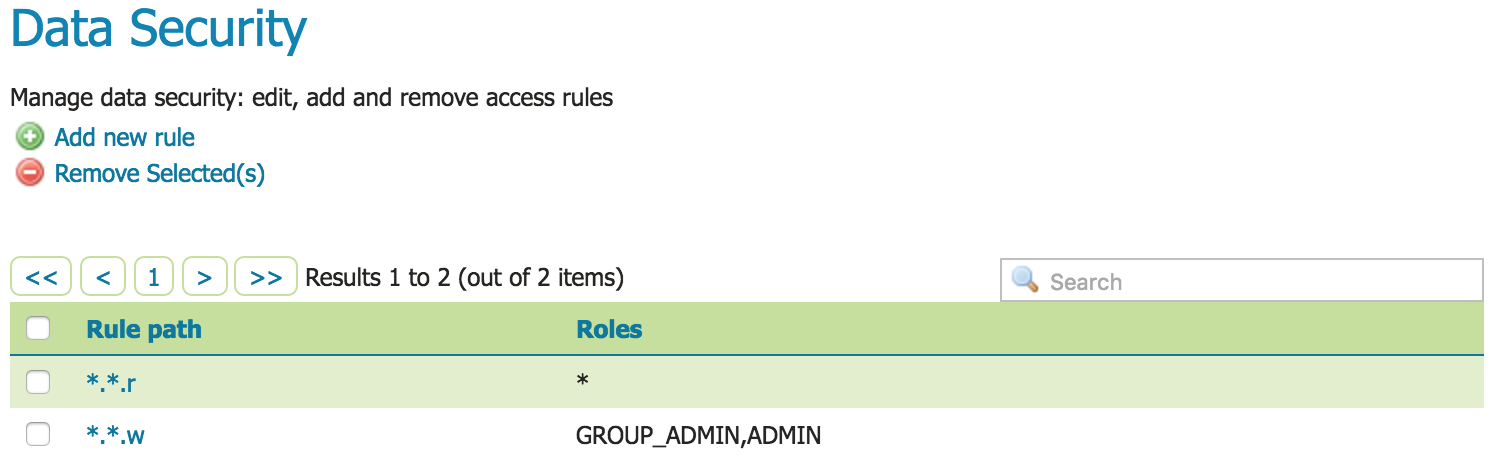 Data Security
Manage data security: edit, add and remove access rules
Add new rule
Remove Selected(s)
<< < 1 > >> Results 1 to 2 (out of 2 items) Search
Rule path Roles
*.*.r *
*.*.w GROUP_ADMIN,ADMIN